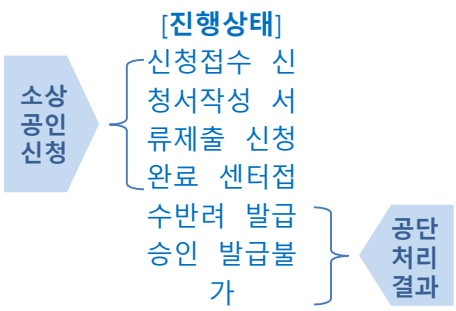 [진행상태]
신청접수 신
청서작성 서
류제출 신청
완료 센터접
수반려 발급
승인 발급불
가
소상
공인
신청
공단
처리
결과